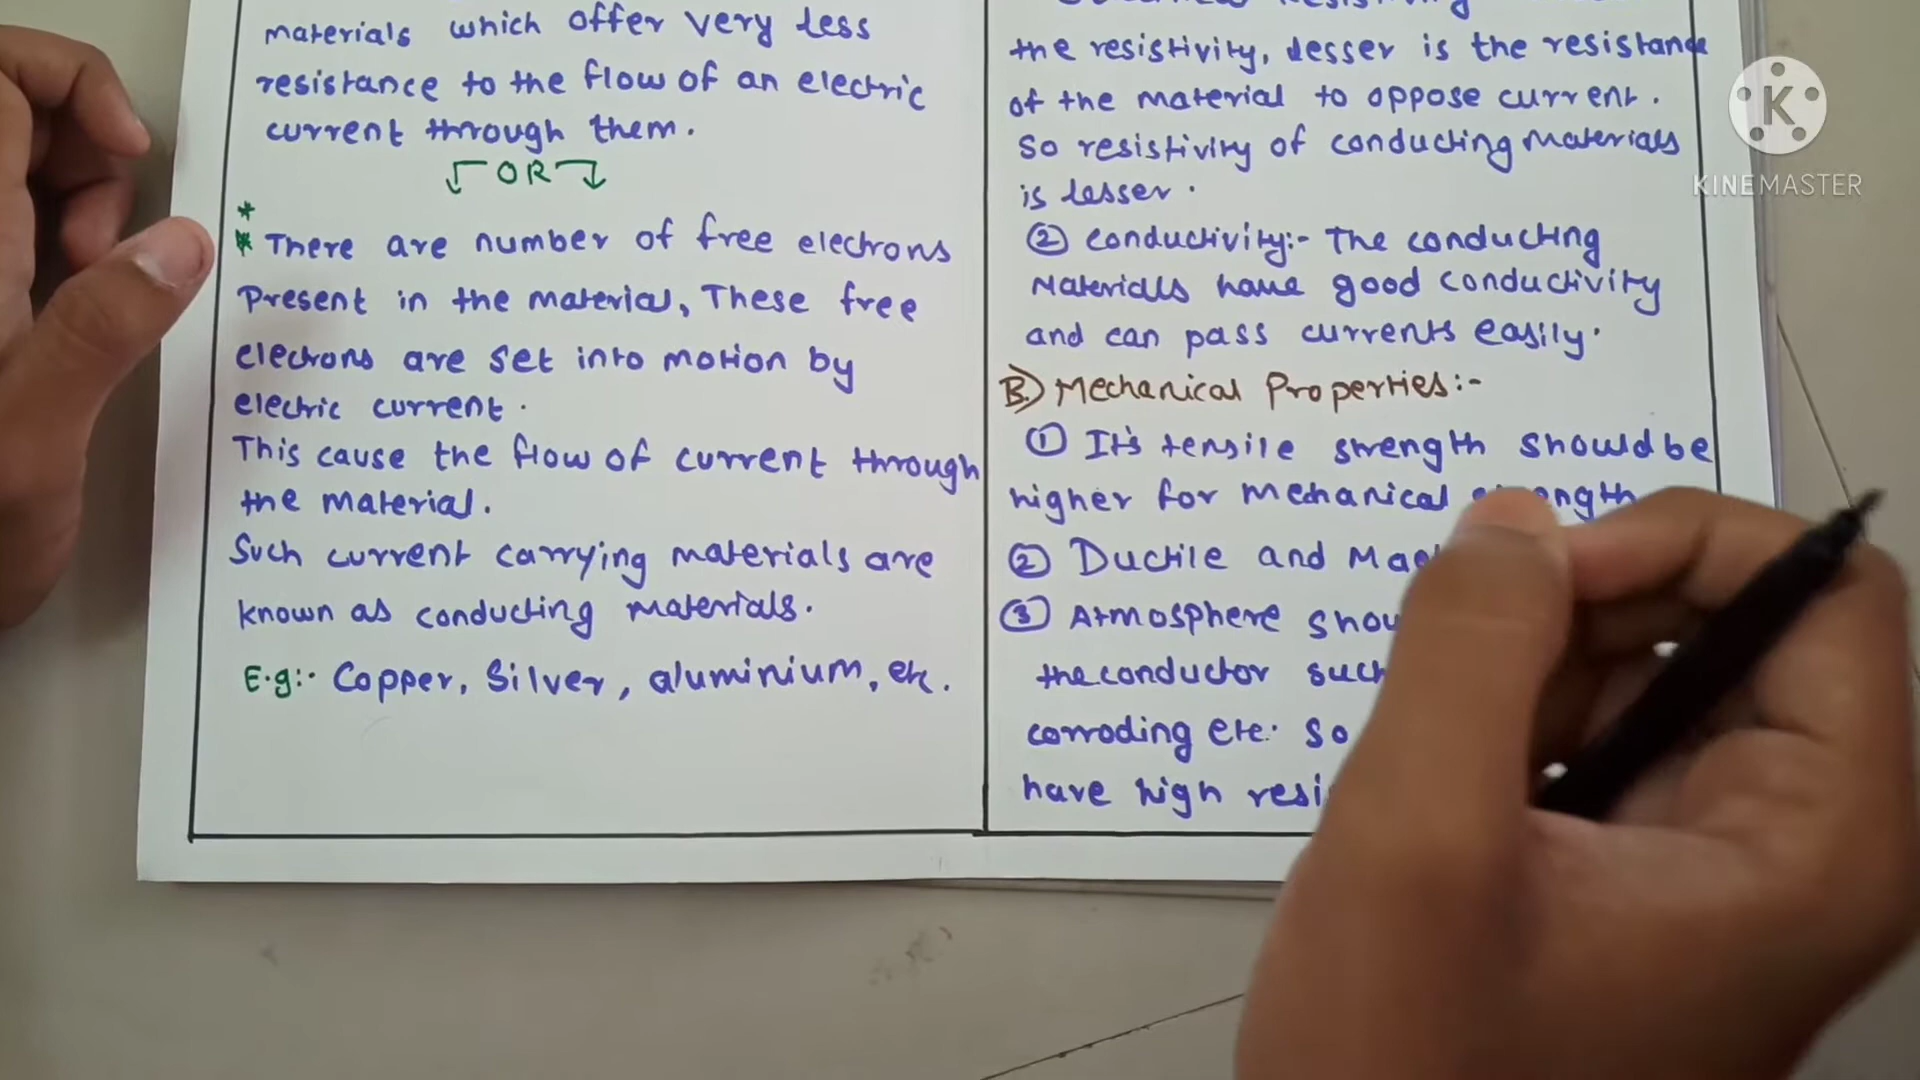 materials which offer very less
resistance to the flow of an electric
current through them.
OR
*
* There are number of free electrons
Present in the material, These free
electrons are set into motion by
electric current.
This cause the flow of current through
the material.
Such current carrying materials are
known as conducting materials.
E.g:- Copper, Silver, aluminium, etc.
the resistivity, lesser is the resistance
of the material to oppose current.
So resistivity of conducting materials
is lesser.
② Conductivity:- The conducting
Materials have good conductivity
and can pass currents easily.
B.) Mechanical Properties:-
① It's tensile strength should be
higher for mechanical
② Ductile and
③ Atmosphere
the conductor such
corroding etc. So
have high
K
KINEMASTER